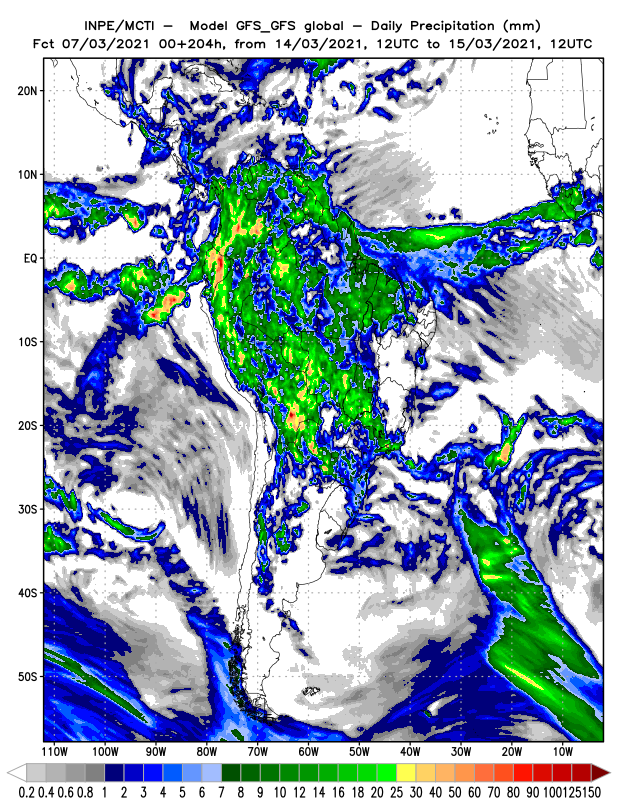 INPE/MCTI – Model GFS_GFS global – Daily Precipitation (mm)
Fct 07/03/2021 00+204h, from 14/03/2021, 12UTC to 15/03/2021, 12UTC
20N
10N
EQ
10S
20S
30S
40S
50S
110W 100W 90W 80W 70W 60W 50W 40W 30W 20W 10W
0.2 0.4 0.6 0.8 1 2 3 4 5 6 7 8 9 10 12 14 16 18 20 25 30 40 50 60 70 80 90 100 125 150